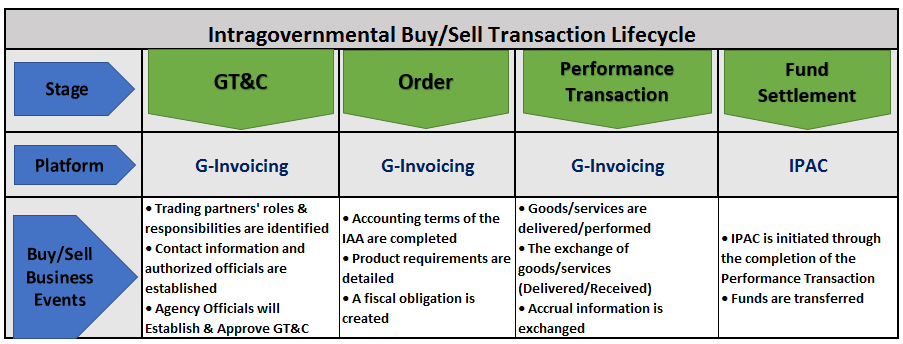 Intragovernmental Buy/Sell Transaction Lifecycle
Stage
GT&C
Order
Performance
Transaction
Fund
Settlement
Platform
G-Invoicing
G-Invoicing
G-Invoicing
IPAC
Buy/Sell
Business
Events
• Trading partners' roles &
responsibilities are identified
• Contact information and
authorized officials are
established
• Agency Officials will
Establish & Approve GT&C
• Accounting terms of the
IAA are completed
• Product requirements are
detailed
• A fiscal obligation is
created
• Goods/services are
delivered/performed
• The exchange of
goods/services
(Delivered/Received)
• Accrual information is
exchanged
• IPAC is initiated through
the completion of the
Performance Transaction
• Funds are transferred